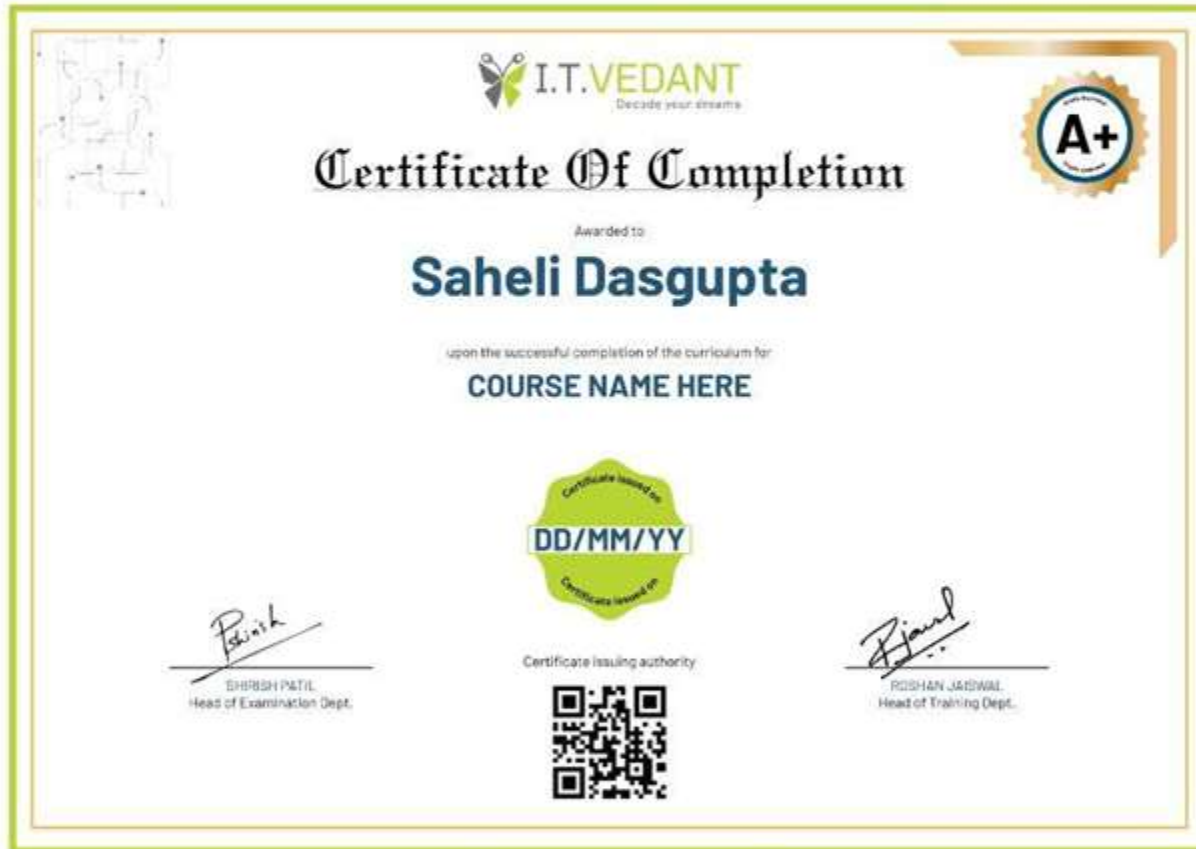 I.T.VEDANT
Decode your dreams
A+
Certificate Of Completion
Awarded to
Saheli Dasgupta
upon the successful completion of the curriculum for
COURSE NAME HERE
Certificate issued on
DD/MM/YY
Certificate issued on
Pshirish
Rjaiswal
Certificate issuing authority
SHIRISH PATIL
Head of Examination Dept.
ROSHAN JAISWAL
Head of Training Dept.